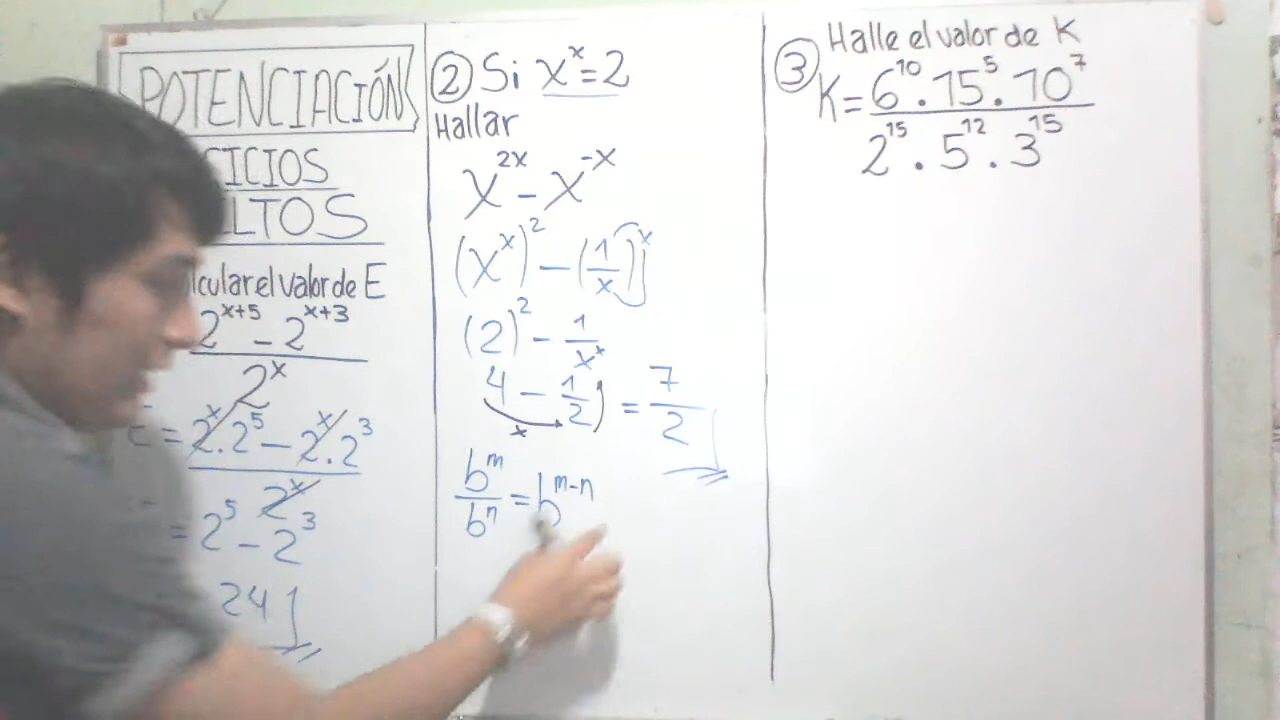 POTENCIACIÓN
CICIOS
LTOS
lcular el valor de E
2^{x+5} - 2^{x+3}
2^x
E = 2^x . 2^5 - 2^x . 2^3
2^x
= 2^5 - 2^3
24
② Si x^x = 2
Hallar
x^{2x} - x^{-x}
(x^x)^2 - (1/x)^x
(2)^2 - 1/x^x
4 - 1/2 = 7/2
x
b^m/b^n = b^{m-n}
③ Halle el valor de K
K = 6^{10} . 15^5 . 10^7
2^{15} . 5^{12} . 3^{15}